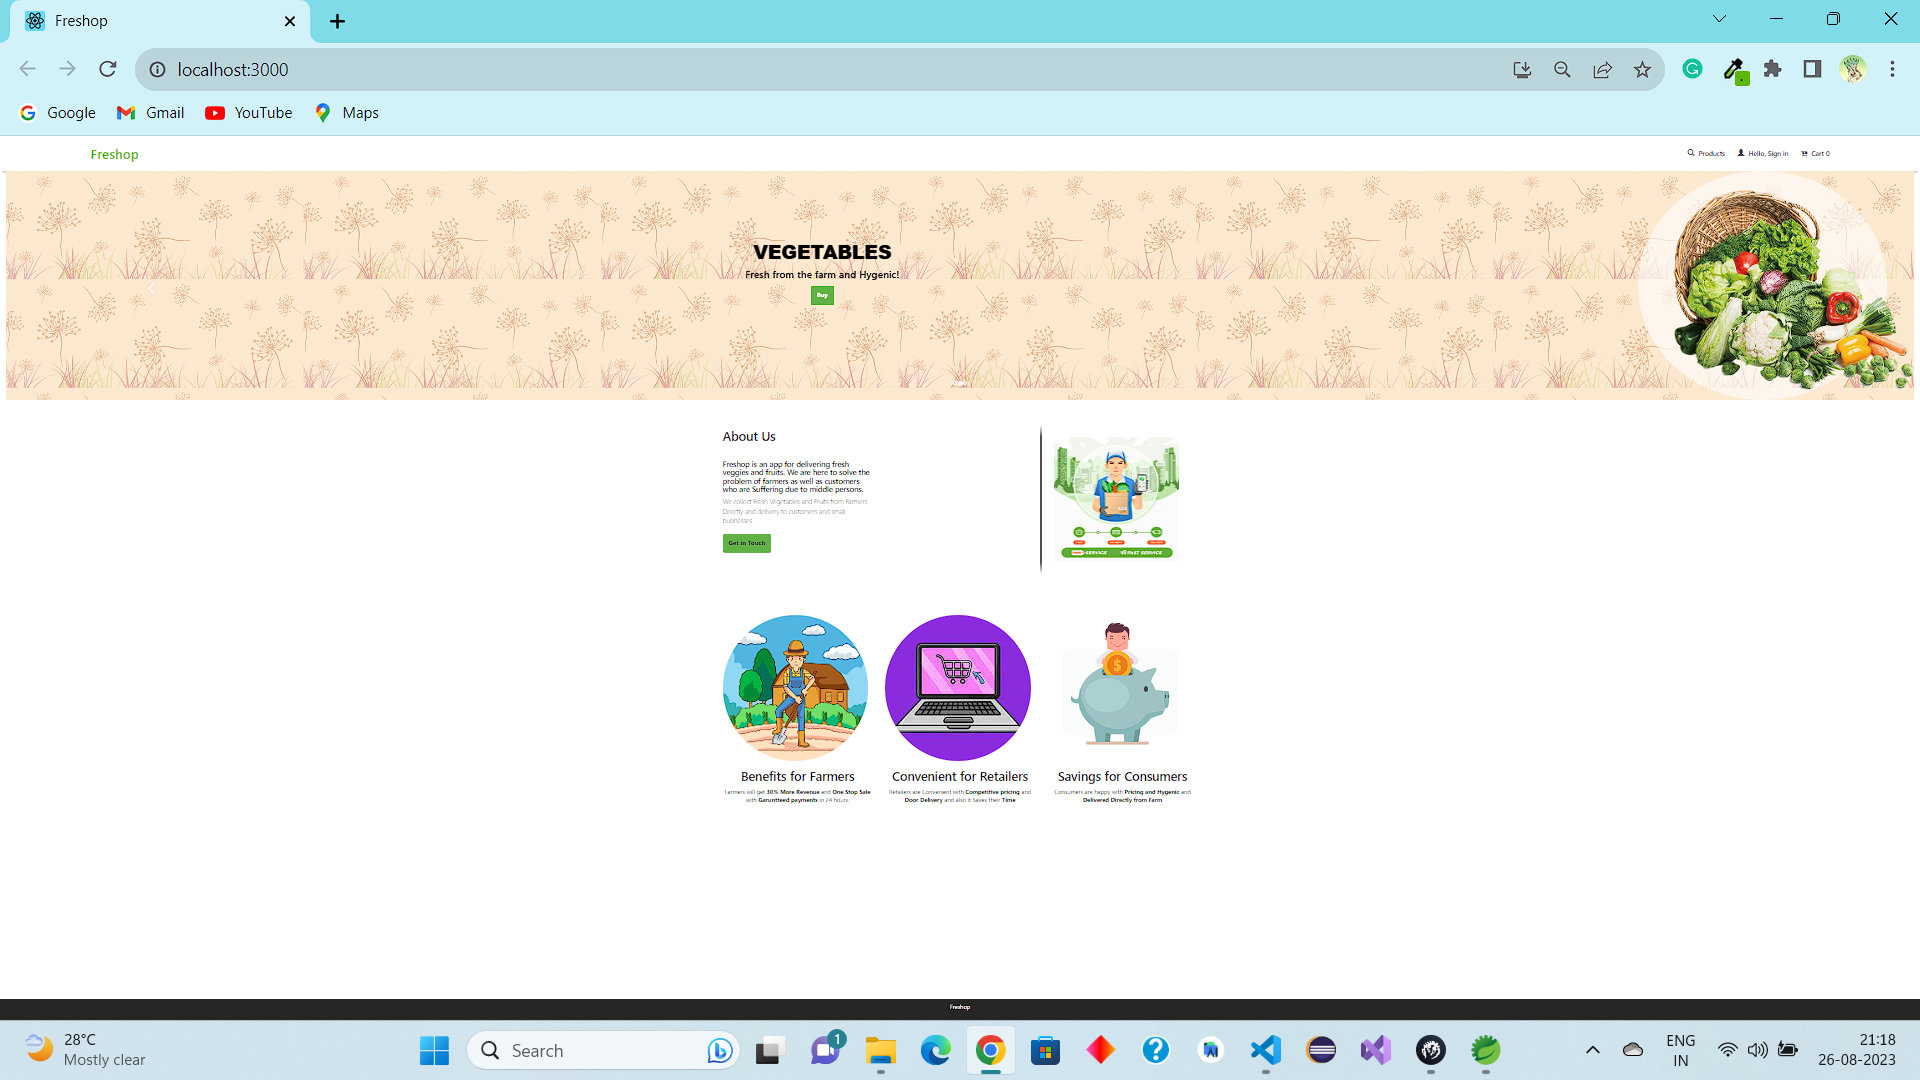 Freshop
localhost:3000
Google Gmail YouTube Maps
Freshop
Products Hello, Sign in Cart 0
VEGETABLES
Fresh from the farm and Hygenic!
Buy
About Us
Freshop is an app for delivering fresh
veggies and fruits. We are here to solve the
problem of farmers as well as customers
who are Suffering due to middle persons.
We collect Fresh Vegetables and Fruits from Farmers
Directly and delivery to customers and small
businesses
Get in Touch
SERVICE FAST SERVICE
Benefits for Farmers
Farmers will get 30% More Revenue and One Stop Sale
with Garunteed payments in 24 hours.
Convenient for Retailers
Retailers are Convenient with Competitive pricing and
Door Delivery and also it Saves their Time
Savings for Consumers
Consumers are happy with Pricing and Hygenic and
Delivered Directly from Farm
Freshop
28°C
Mostly clear
Search
1
ENG
IN
21:18
26-08-2023